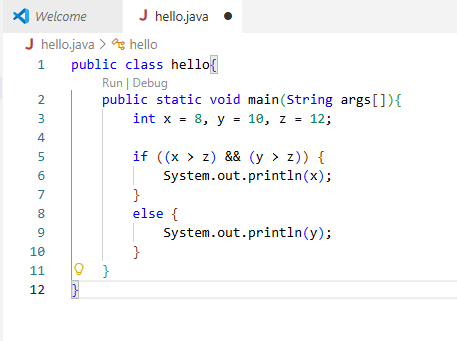 Welcome J hello.java ●
J hello.java > hello
1 public class hello{
Run | Debug
2 public static void main(String args[]){
3 int x = 8, y = 10, z = 12;
4
5 if ((x > z) && (y > z)) {
6 System.out.println(x);
7 }
8 else {
9 System.out.println(y);
10 }
11 }
12 }